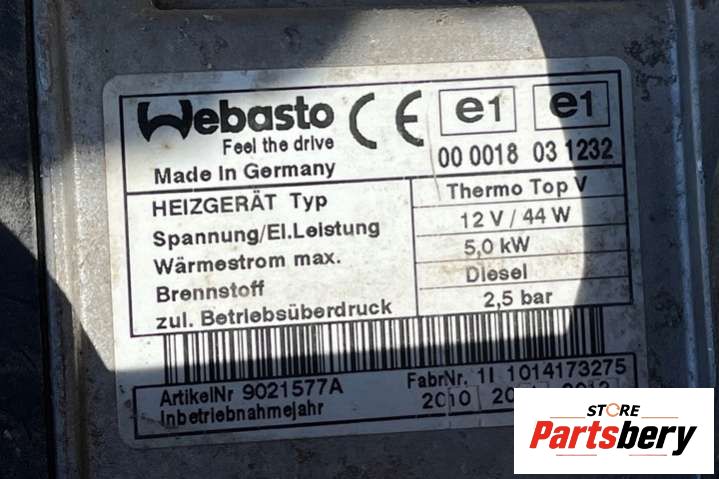 Webasto
Feel the drive
Made in Germany
CE e1 e1
00 0018 03 1232
HEIZGERÄT Typ Thermo Top V
Spannung/El.Leistung 12 V / 44 W
Wärmestrom max. 5,0 kW
Brennstoff Diesel
zul. Betriebsüberdruck 2,5 bar
ArtikelNr 9021577A FabrNr. 1I 1014173275
Inbetriebnahmejahr 2010
STORE
Partsbery